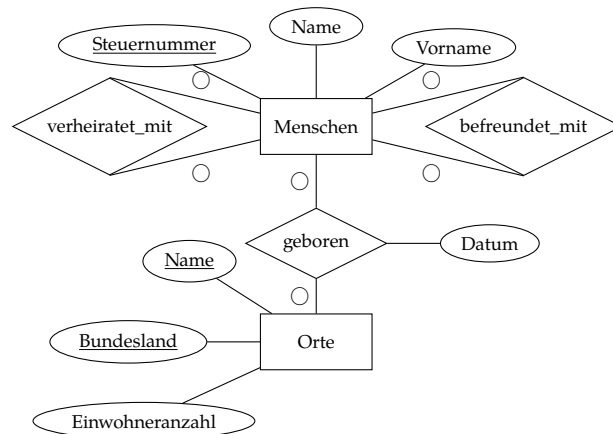 Name
Steuernummer
Vorname
verheiratet_mit
Menschen
befreundet_mit
geboren
Datum
Name
Bundesland
Orte
Einwohneranzahl